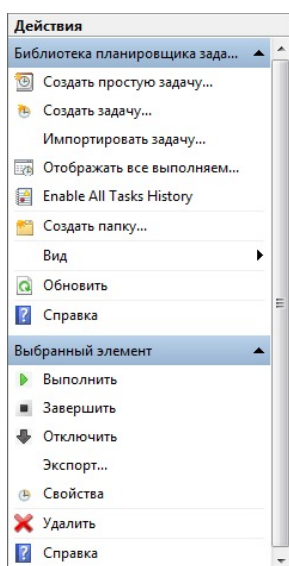 Действия
Библиотека планировщика зада...
Создать простую задачу...
Создать задачу...
Импортировать задачу...
Отображать все выполняем...
Enable All Tasks History
Создать папку...
Вид
Обновить
Справка
Выбранный элемент
Выполнить
Завершить
Отключить
Экспорт...
Свойства
Удалить
Справка